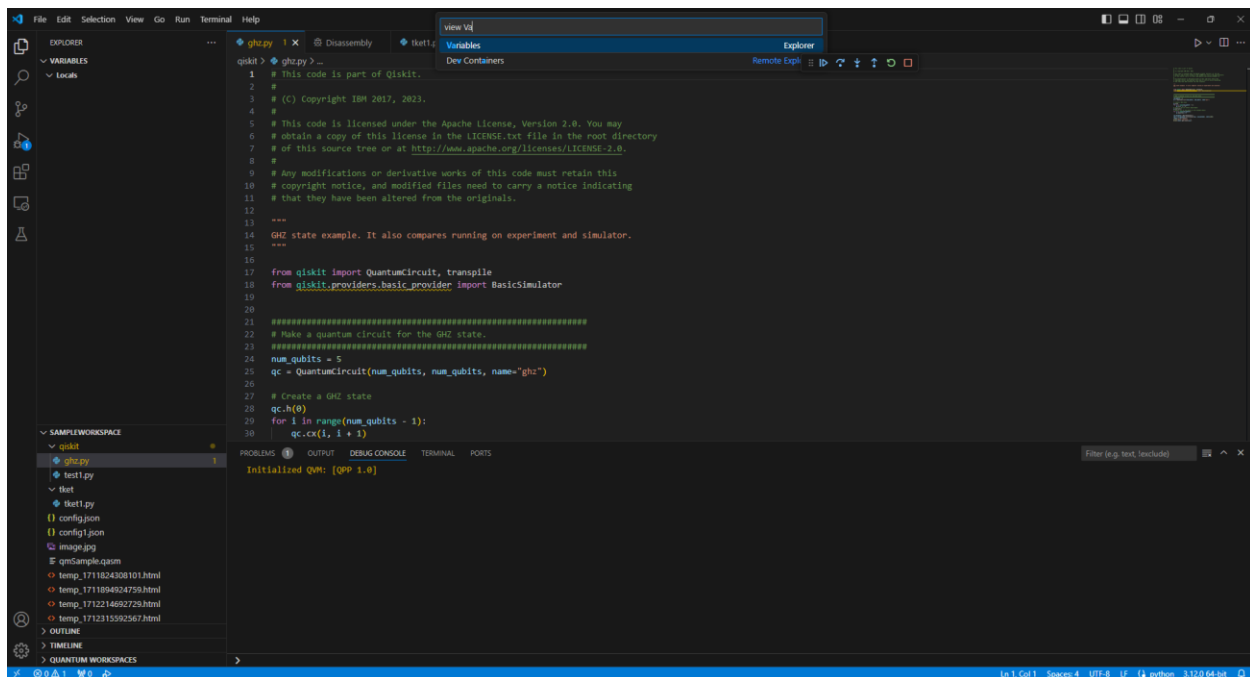 File Edit Selection View Go Run Terminal Help
view Va
Variables Explorer
Dev Containers Remote Expl
EXPLORER
VARIABLES
Locals
ghz.py 1
Disassembly
tket1.p
qiskit > ghz.py > ...
1 # This code is part of Qiskit.
2 #
3 # (C) Copyright IBM 2017, 2023.
4 #
5 # This code is licensed under the Apache License, Version 2.0. You may
6 # obtain a copy of this license in the LICENSE.txt file in the root directory
7 # of this source tree or at http://www.apache.org/licenses/LICENSE-2.0.
8 #
9 # Any modifications or derivative works of this code must retain this
10 # copyright notice, and modified files need to carry a notice indicating
11 # that they have been altered from the originals.
12
13 """
14 GHZ state example. It also compares running on experiment and simulator.
15 """
16
17 from qiskit import QuantumCircuit, transpile
18 from qiskit.providers.basic_provider import BasicSimulator
19
20
21 ###############################################################
22 # Make a quantum circuit for the GHZ state.
23 ###############################################################
24 num_qubits = 5
25 qc = QuantumCircuit(num_qubits, num_qubits, name="ghz")
26
27 # Create a GHZ state
28 qc.h(0)
29 for i in range(num_qubits - 1):
30 qc.cx(i, i + 1)
SAMPLEWORKSPACE
qiskit
ghz.py 1
test1.py
tket
tket1.py
config.json
config1.json
image.jpg
qmSample.qasm
temp_1711824308101.html
temp_1711894924759.html
temp_1712214692729.html
temp_1712315592567.html
OUTLINE
TIMELINE
QUANTUM WORKSPACES
PROBLEMS 1 OUTPUT DEBUG CONSOLE TERMINAL PORTS
Filter (e.g. text, !exclude)
Initialized QVM: [QPP 1.0]
>
0 1 0
Ln 1, Col 1 Spaces: 4 UTF-8 LF python 3.12.0 64-bit